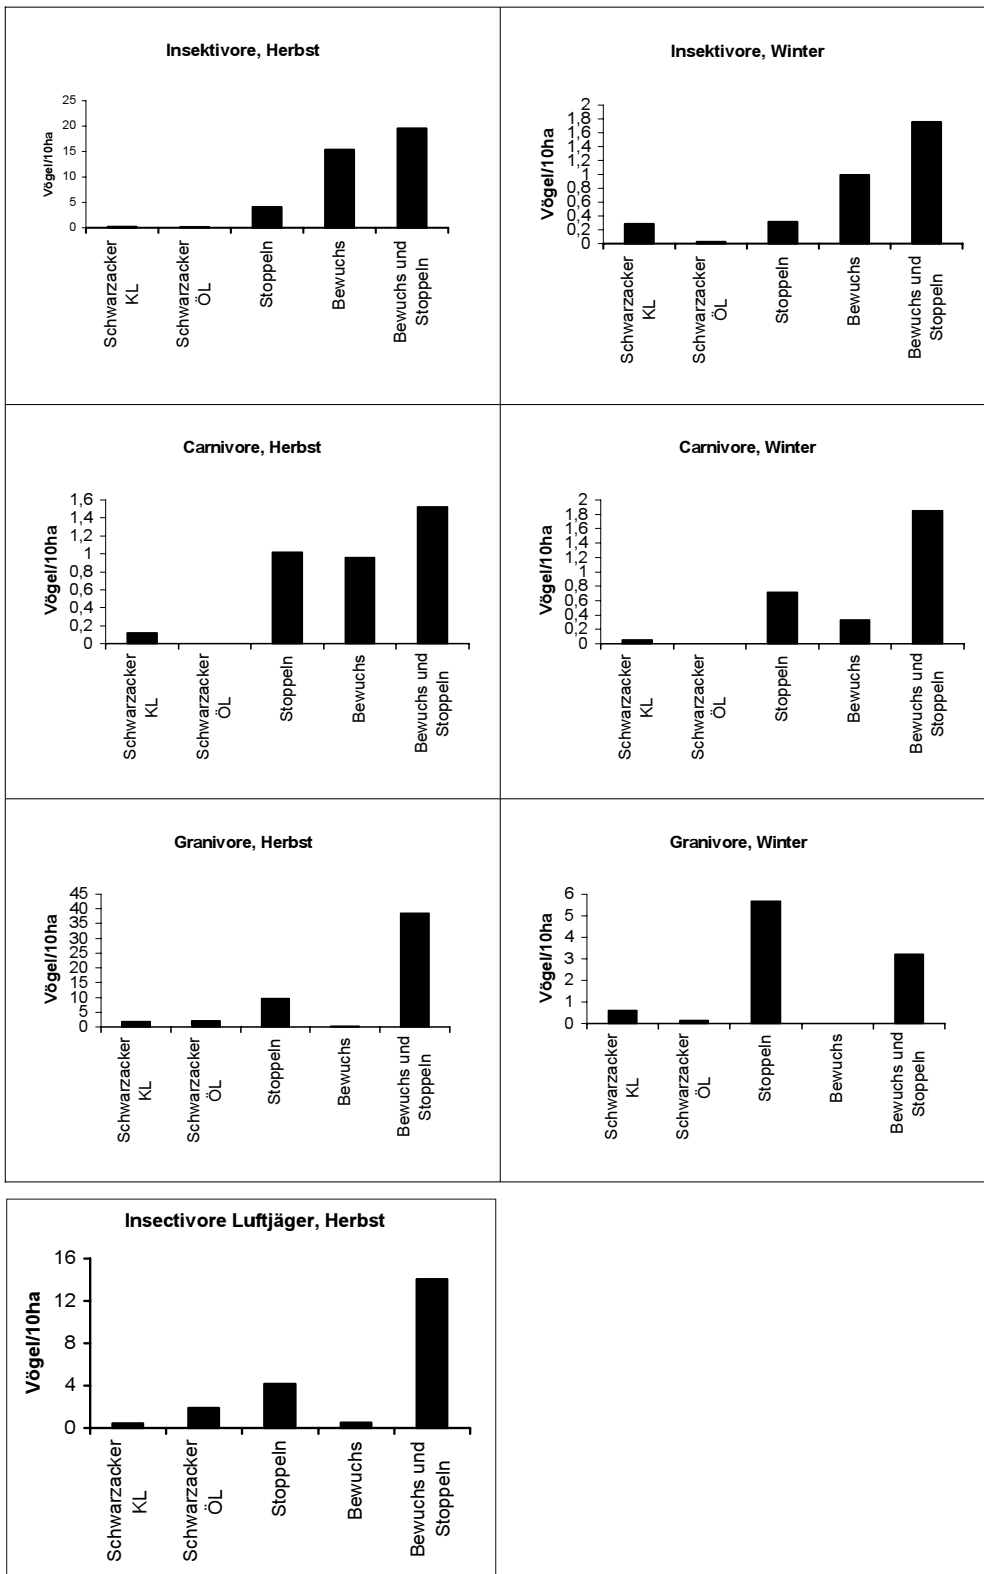 Insektivore, Herbst
Vögel/10ha
25
20
15
10
5
0
Schwarzacker
KL
Schwarzacker
ÖL
Stoppeln
Bewuchs
Bewuchs und
Stoppeln
Insektivore, Winter
Vögel/10ha
2
1,8
1,6
1,4
1,2
1
0,8
0,6
0,4
0,2
0
Schwarzacker
KL
Schwarzacker
ÖL
Stoppeln
Bewuchs
Bewuchs und
Stoppeln
Carnivore, Herbst
Vögel/10ha
1,6
1,4
1,2
1
0,8
0,6
0,4
0,2
0
Schwarzacker
KL
Schwarzacker
ÖL
Stoppeln
Bewuchs
Bewuchs und
Stoppeln
Carnivore, Winter
Vögel/10ha
2
1,8
1,6
1,4
1,2
1
0,8
0,6
0,4
0,2
0
Schwarzacker
KL
Schwarzacker
ÖL
Stoppeln
Bewuchs
Bewuchs und
Stoppeln
Granivore, Herbst
Vögel/10ha
45
40
35
30
25
20
15
10
5
0
Schwarzacker
KL
Schwarzacker
ÖL
Stoppeln
Bewuchs
Bewuchs und
Stoppeln
Granivore, Winter
Vögel/10ha
6
5
4
3
2
1
0
Schwarzacker
KL
Schwarzacker
ÖL
Stoppeln
Bewuchs
Bewuchs und
Stoppeln
Insectivore Luftjäger, Herbst
Vögel/10ha
16
12
8
4
0
Schwarzacker
KL
Schwarzacker
ÖL
Stoppeln
Bewuchs
Bewuchs und
Stoppeln